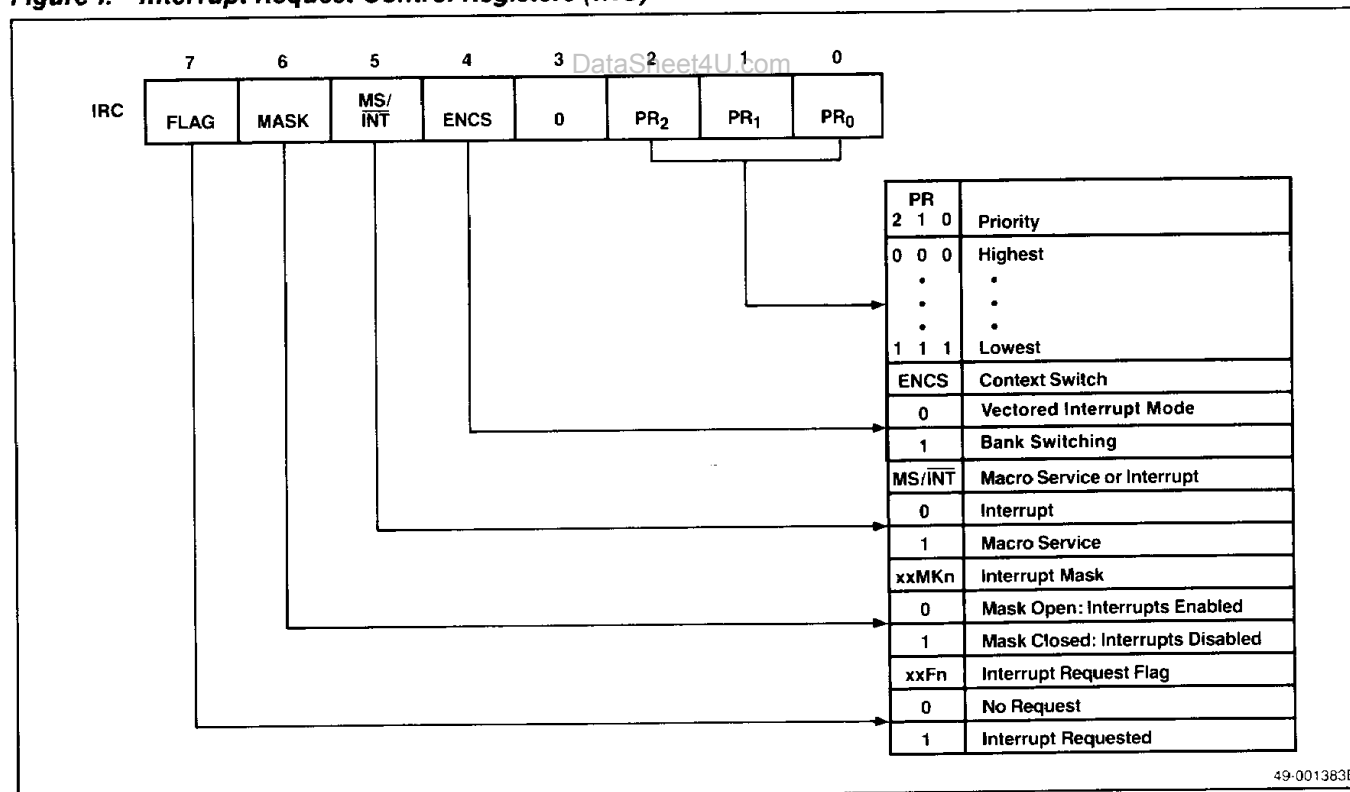 Figure 4. Interrupt Request Control Registers (IRC)
7 6 5 4 3 2 1 0
DataSheet4U.com
IRC FLAG MASK MS/INT ENCS 0 PR2 PR1 PR0
PR
2 1 0 Priority
0 0 0 Highest
1 1 1 Lowest
ENCS Context Switch
0 Vectored Interrupt Mode
1 Bank Switching
MS/INT Macro Service or Interrupt
0 Interrupt
1 Macro Service
xxMKn Interrupt Mask
0 Mask Open: Interrupts Enabled
1 Mask Closed: Interrupts Disabled
xxFn Interrupt Request Flag
0 No Request
1 Interrupt Requested
49-001383B